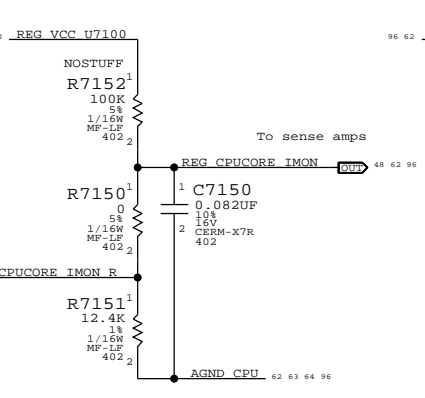 REG_VCC_U7100
96 62
NOSTUFF
R7152
1
100K
5%
1/16W
MF-LF
402
2
To sense amps
REG_CPUCORE_IMON
OUT
48 62 96
R7150
1
0
5%
1/16W
MF-LF
402
2
1
C7150
0.082UF
10%
16V
CERM-X7R
402
2
CPUCORE_IMON_R
R7151
1
12.4K
1%
1/16W
MF-LF
402
2
AGND_CPU
62 63 64 96